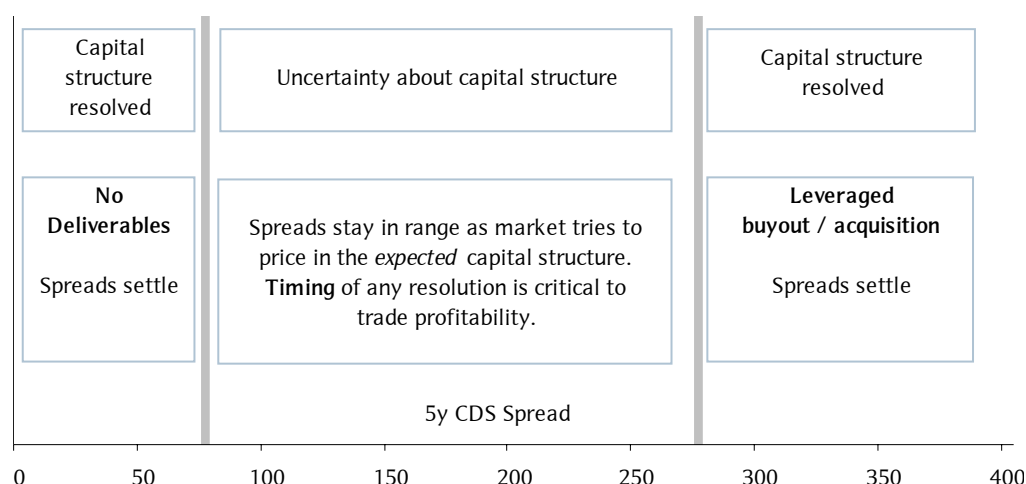 Capital
structure
resolved
Uncertainty about capital structure
Capital structure
resolved
No
Deliverables
Spreads settle
Spreads stay in range as market tries to
price in the expected capital structure.
Timing of any resolution is critical to
trade profitability.
Leveraged
buyout / acquisition
Spreads settle
5y CDS Spread
0 50 100 150 200 250 300 350 400